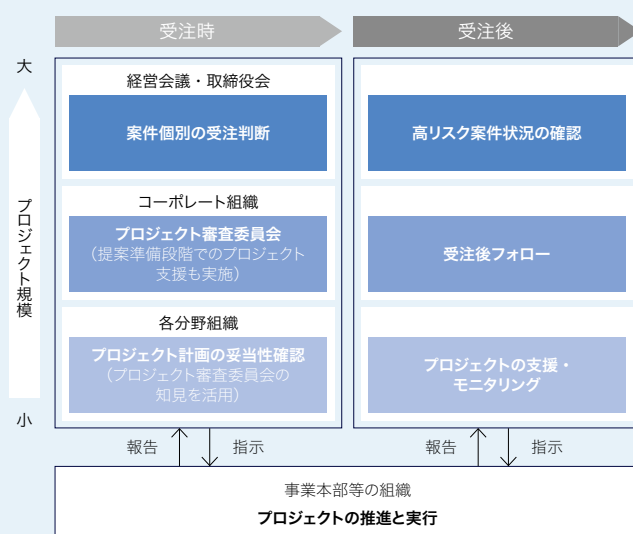 受注時
受注後
大
プロジェクト規模
小
経営会議・取締役会
案件個別の受注判断
高リスク案件状況の確認
コーポレート組織
プロジェクト審査委員会
（提案準備段階でのプロジェクト
支援も実施）
受注後フォロー
各分野組織
プロジェクト計画の妥当性確認
（プロジェクト審査委員会の
知見を活用）
プロジェクトの支援・
モニタリング
報告
指示
報告
指示
事業本部等の組織
プロジェクトの推進と実行